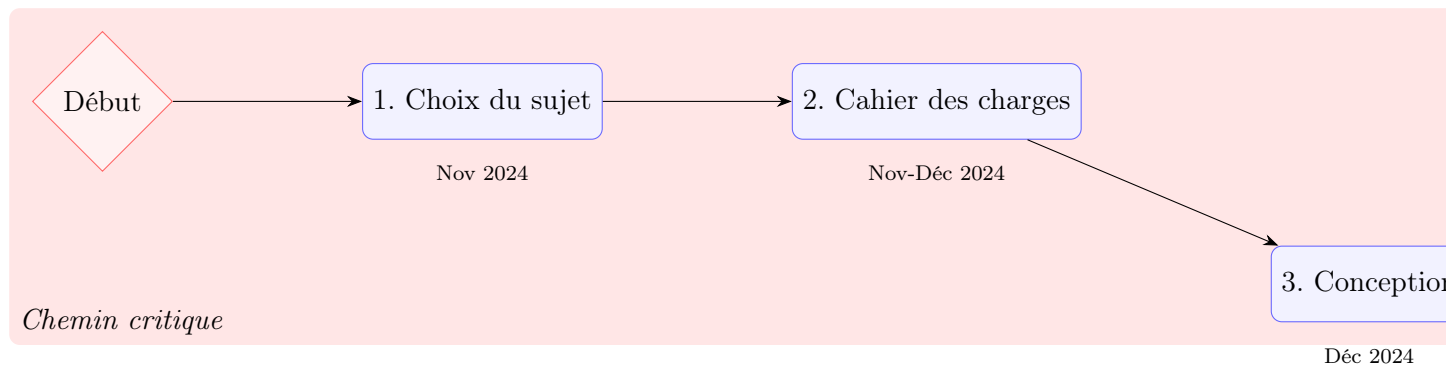 Début
1. Choix du sujet
2. Cahier des charges
Nov 2024
Nov-Déc 2024
3. Conception
Chemin critique
Déc 2024